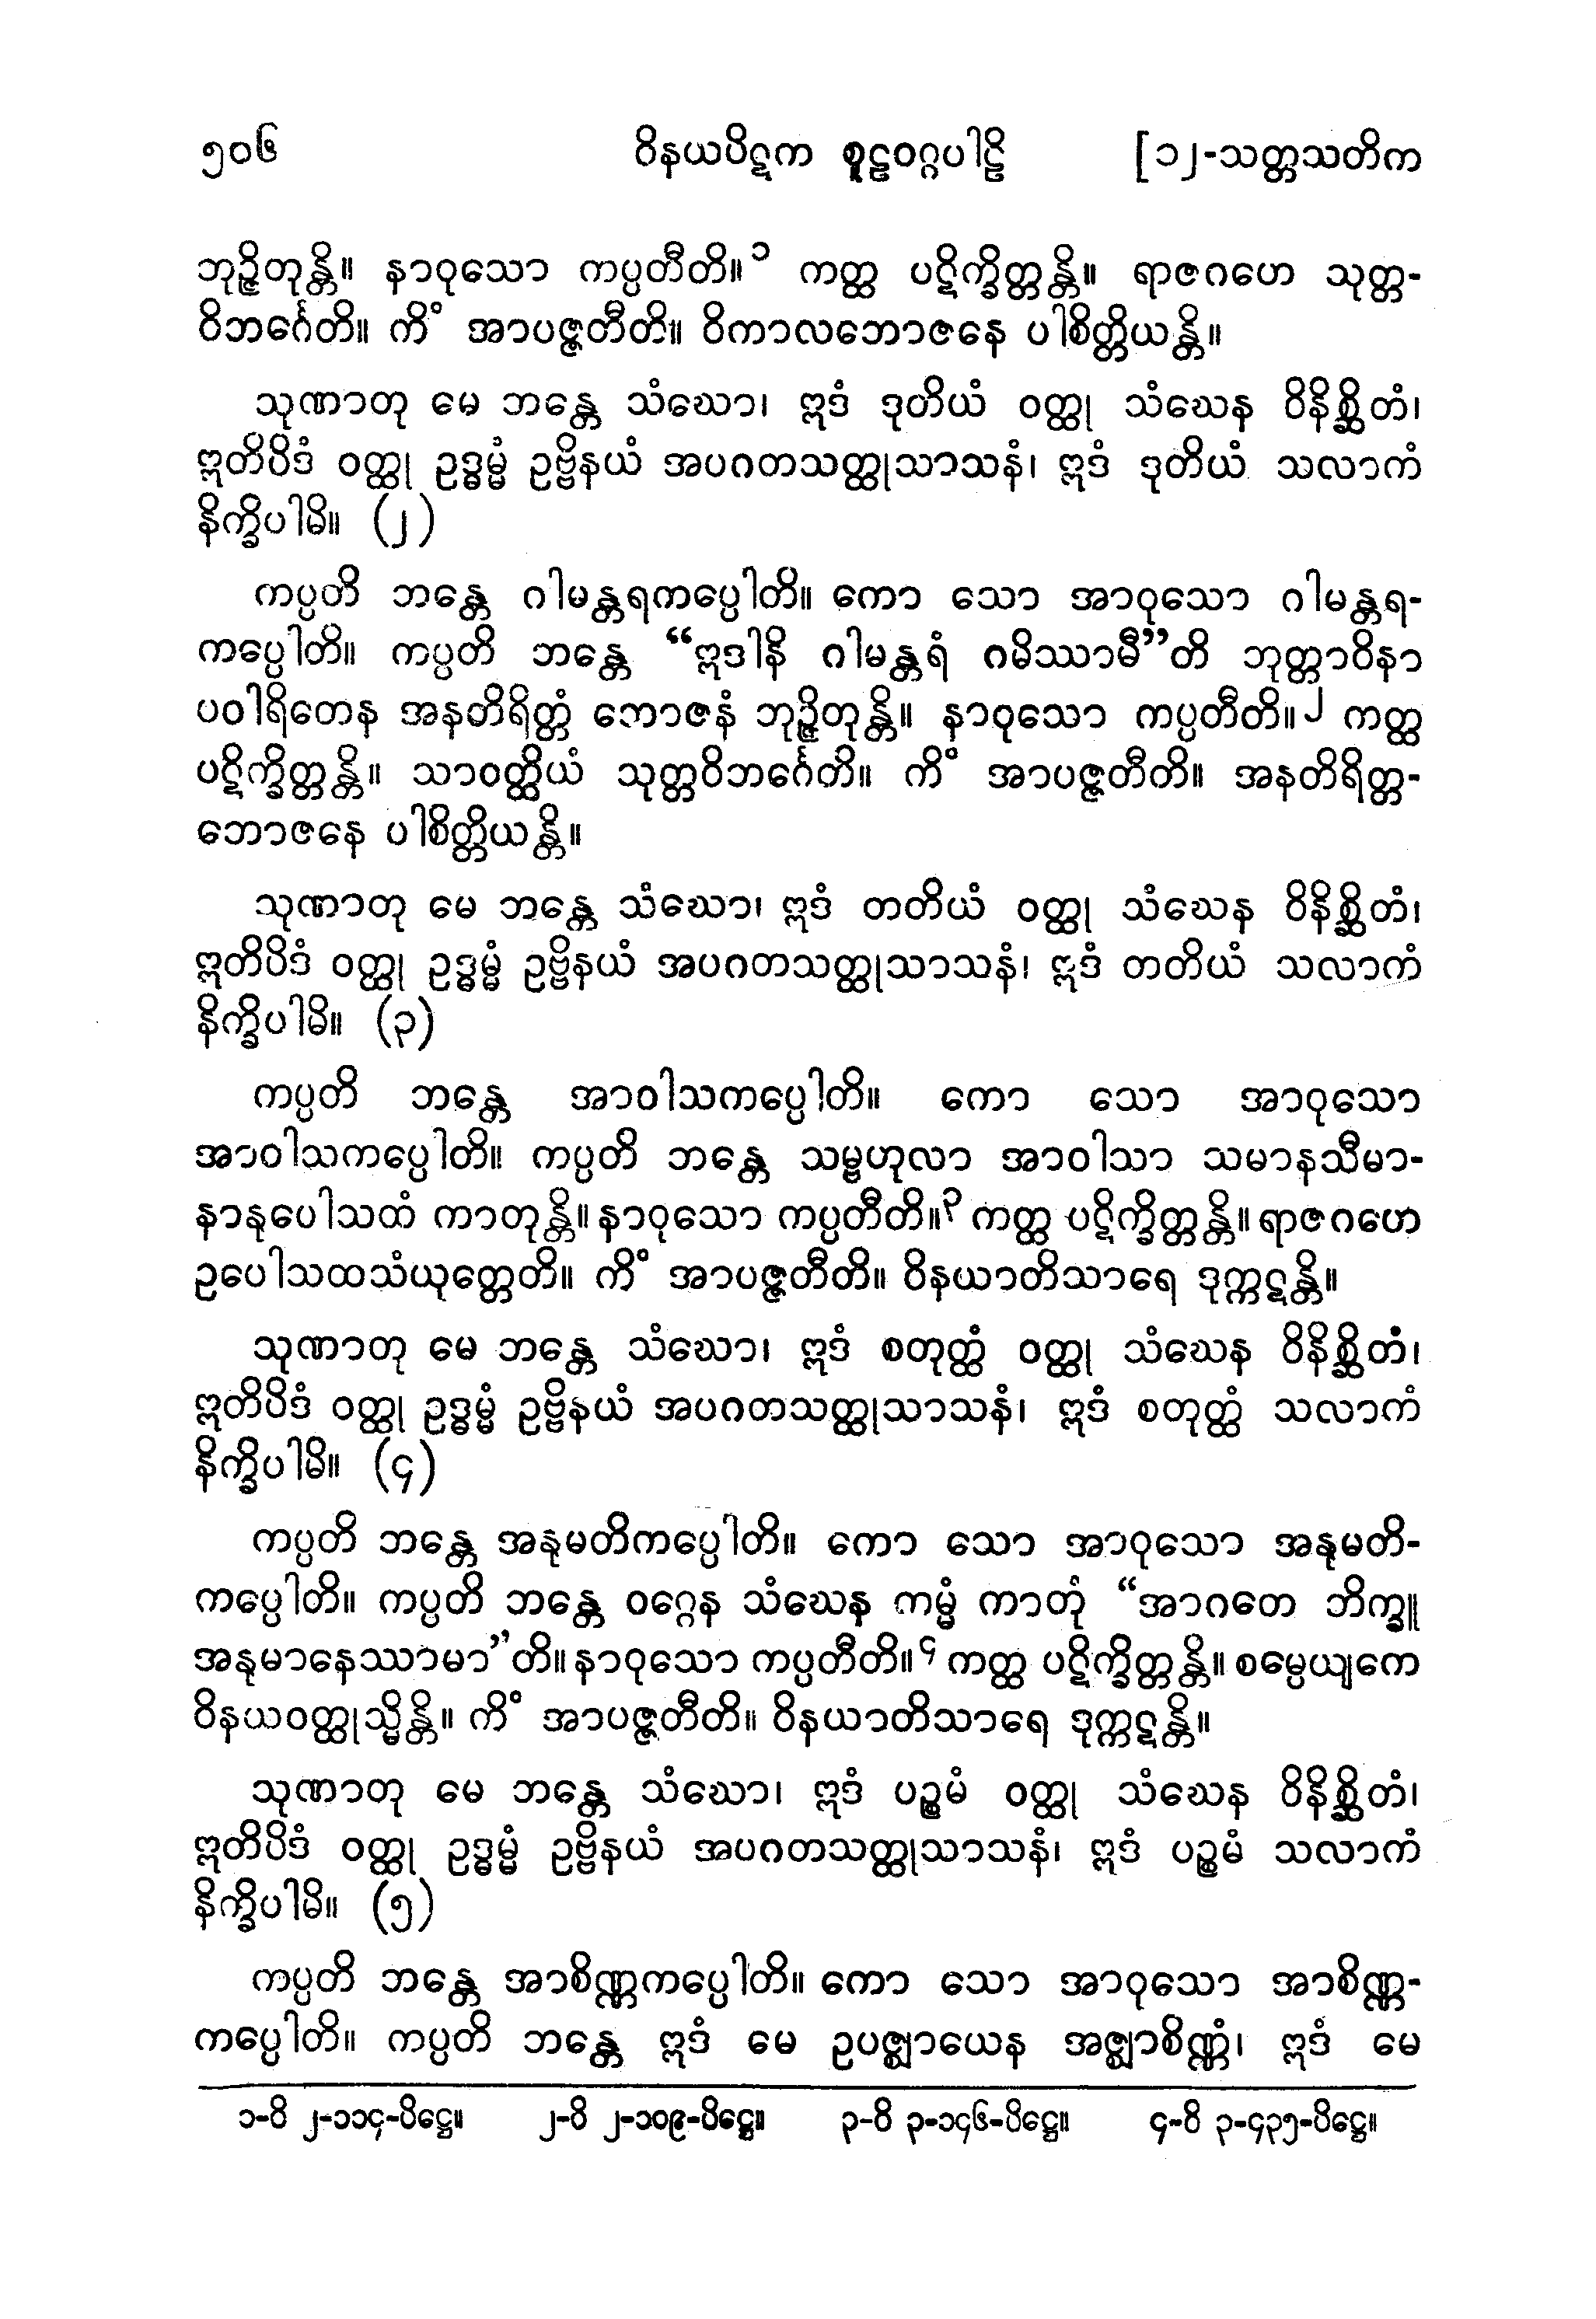 ၅၀၆ ဝိနယပိဋက စူဠဝဂ္ဂပါဠိ [၁၂-သတ္တသတိက
ဘုဉ္ဇိတုန္တိ။ နာဝုသော ကပ္ပတီတိ။၁ ကတ္ထ ပဋိက္ခိတ္တန္တိ။ ရာဇဂဟေ သုတ္တ-
ဝိဘင်္ဂေတိ။ ကိံ အာပဇ္ဇတီတိ။ ဝိကာလဘောဇနေ ပါစိတ္တိယန္တိ။
သုဏာတု မေ ဘန္တေ သံဃော၊ ဣဒံ ဒုတိယံ ဝတ္ထု သံဃေန ဝိနိစ္ဆိတံ၊
ဣတိပိဒံ ဝတ္ထု ဥဒ္ဓမ္မံ ဥဗ္ဗိနယံ အပဂတသတ္ထုသာသနံ၊ ဣဒံ ဒုတိယံ သလာကံ
နိက္ခိပါမိ။ (၂)
ကပ္ပတိ ဘန္တေ ဂါမန္တရကပ္ပေါတိ။ ကော သော အာဝုသော ဂါမန္တရ-
ကပ္ပေါတိ။ ကပ္ပတိ ဘန္တေ “ဣဒါနိ ဂါမန္တရံ ဂမိဿာမီ”တိ ဘုတ္တာဝိနာ
ပဝါရိတေန အနတိရိတ္တံ ဘောဇနံ ဘုဉ္ဇိတုန္တိ။ နာဝုသော ကပ္ပတီတိ။၂ ကတ္ထ
ပဋိက္ခိတ္တန္တိ။ သာဝတ္ထိယံ သုတ္တဝိဘင်္ဂေတိ။ ကိံ အာပဇ္ဇတီတိ။ အနတိရိတ္တ-
ဘောဇနေ ပါစိတ္တိယန္တိ။
သုဏာတု မေ ဘန္တေ သံဃော၊ ဣဒံ တတိယံ ဝတ္ထု သံဃေန ဝိနိစ္ဆိတံ၊
ဣတိပိဒံ ဝတ္ထု ဥဒ္ဓမ္မံ ဥဗ္ဗိနယံ အပဂတသတ္ထုသာသနံ၊ ဣဒံ တတိယံ သလာကံ
နိက္ခိပါမိ။ (၃)
ကပ္ပတိ ဘန္တေ အာဝါသကပ္ပေါတိ။ ကော သော အာဝုသော
အာဝါသကပ္ပေါတိ။ ကပ္ပတိ ဘန္တေ သမ္ဗဟုလာ အာဝါသာ သမာနသီမာ-
နာနုပေါသထံ ကာတုန္တိ။ နာဝုသော ကပ္ပတီတိ။၃ ကတ္ထ ပဋိက္ခိတ္တန္တိ။ ရာဇဂဟေ
ဥပေါသထသံယုတ္တေတိ။ ကိံ အာပဇ္ဇတီတိ။ ဝိနယာတိသာရေ ဒုက္ကဋန္တိ။
သုဏာတု မေ ဘန္တေ သံဃော၊ ဣဒံ စတုတ္ထံ ဝတ္ထု သံဃေန ဝိနိစ္ဆိတံ၊
ဣတိပိဒံ ဝတ္ထု ဥဒ္ဓမ္မံ ဥဗ္ဗိနယံ အပဂတသတ္ထုသာသနံ၊ ဣဒံ စတုတ္ထံ သလာကံ
နိက္ခိပါမိ။ (၄)
ကပ္ပတိ ဘန္တေ အနုမတိကပ္ပေါတိ။ ကော သော အာဝုသော အနုမတိ-
ကပ္ပေါတိ။ ကပ္ပတိ ဘန္တေ ဝဂ္ဂေန သံဃေန ကမ္မံ ကာတုံ “အာဂတေ ဘိက္ခူ
အနုမာနေဿာမာ”တိ။ နာဝုသော ကပ္ပတီတိ။၄ ကတ္ထ ပဋိက္ခိတ္တန္တိ။ စမ္ပေယျကေ
ဝိနယဝတ္ထုသ္မိန္တိ။ ကိံ အာပဇ္ဇတီတိ။ ဝိနယာတိသာရေ ဒုက္ကဋန္တိ။
သုဏာတု မေ ဘန္တေ သံဃော၊ ဣဒံ ပဉ္စမံ ဝတ္ထု သံဃေန ဝိနိစ္ဆိတံ၊
ဣတိပိဒံ ဝတ္ထု ဥဒ္ဓမ္မံ ဥဗ္ဗိနယံ အပဂတသတ္ထုသာသနံ၊ ဣဒံ ပဉ္စမံ သလာကံ
နိက္ခိပါမိ။ (၅)
ကပ္ပတိ ဘန္တေ အာစိဏ္ဏကပ္ပေါတိ။ ကော သော အာဝုသော အာစိဏ္ဏ-
ကပ္ပေါတိ။ ကပ္ပတိ ဘန္တေ ဣဒံ မေ ဥပဇ္ဈာယေန အဇ္ဈာစိဏ္ဏံ၊ ဣဒံ မေ
၁-ဝိ ၂-၁၁၄-ပိဋ္ဌေ။ ၂-ဝိ ၂-၁၀၉-ပိဋ္ဌေ။ ၃-ဝိ ၃-၁၄၆-ပိဋ္ဌေ။ ၄-ဝိ ၃-၄၃၅-ပိဋ္ဌေ။